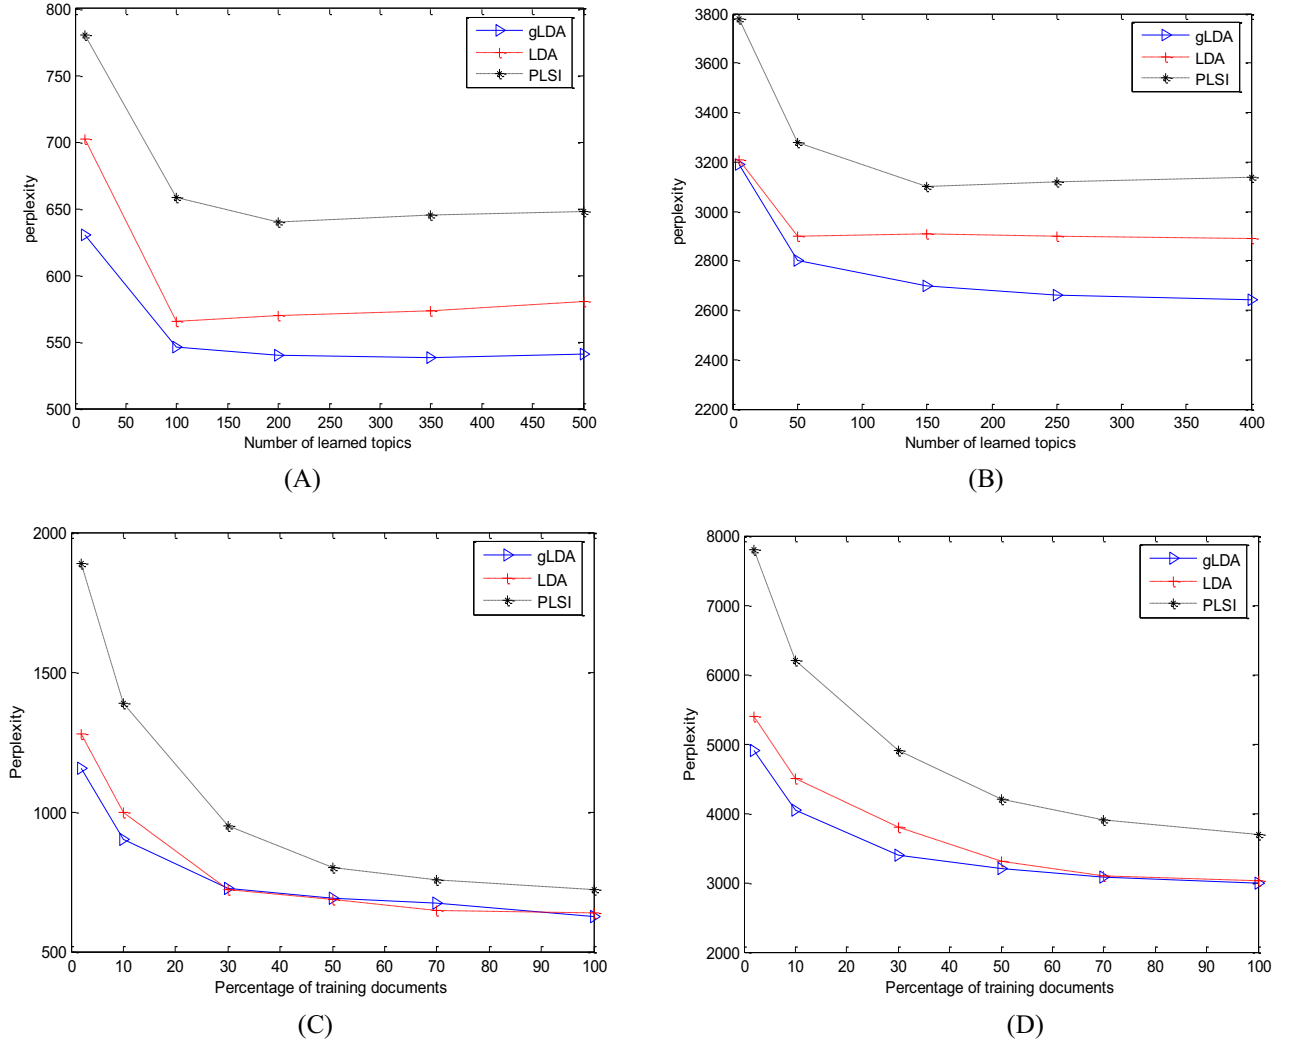 800
750
700
650
600
550
500
perplexity
gLDA
LDA
PLSI
0 50 100 150 200 250 300 350 400 450 500
Number of learned topics
(A)
3800
3600
3400
3200
3000
2800
2600
2400
2200
perplexity
gLDA
LDA
PLSI
0 50 100 150 200 250 300 350 400
Number of learned topics
(B)
2000
1500
1000
500
Perplexity
gLDA
LDA
PLSI
0 10 20 30 40 50 60 70 80 90 100
Percentage of training documents
(C)
8000
7000
6000
5000
4000
3000
2000
Perplexity
gLDA
LDA
PLSI
0 10 20 30 40 50 60 70 80 90 100
Percentage of training documents
(D)